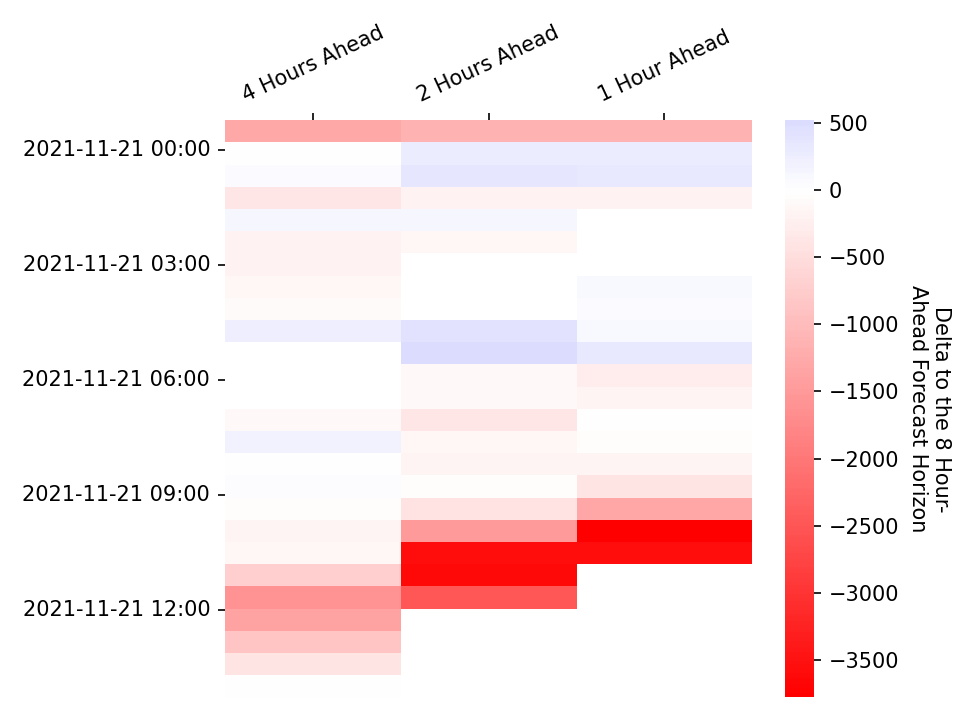 4 Hours Ahead
2 Hours Ahead
1 Hour Ahead
2021-11-21 00:00
2021-11-21 03:00
2021-11-21 06:00
2021-11-21 09:00
2021-11-21 12:00
500
0
−500
−1000
−1500
−2000
−2500
−3000
−3500
Delta to the 8 Hour-
Ahead Forecast Horizon